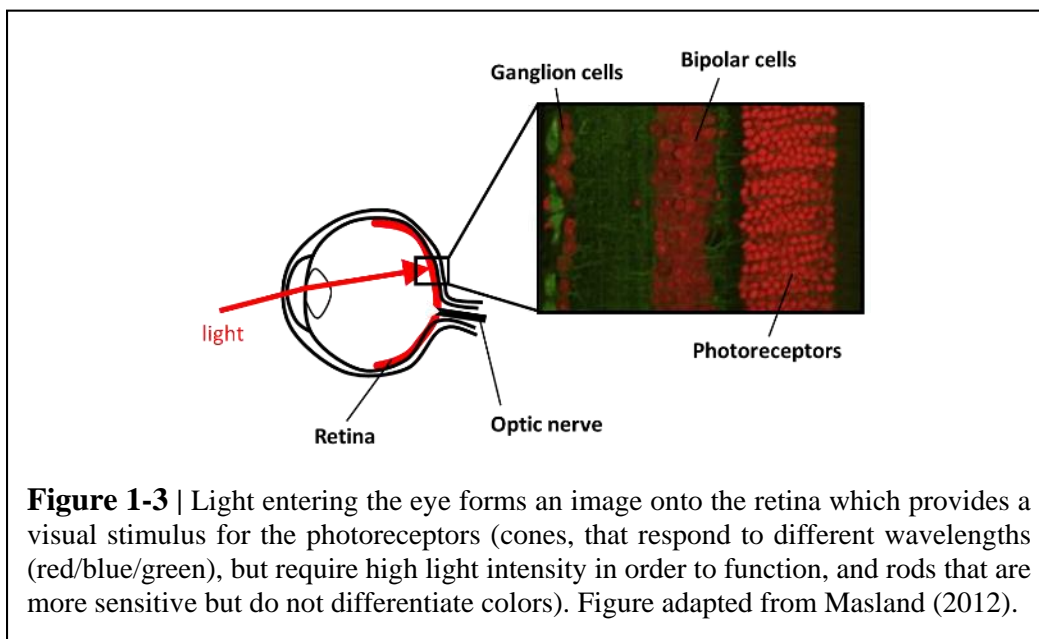 Ganglion cells
Bipolar cells
light
Photoreceptors
Retina
Optic nerve
Figure 1-3 | Light entering the eye forms an image onto the retina which provides a
visual stimulus for the photoreceptors (cones, that respond to different wavelengths
(red/blue/green), but require high light intensity in order to function, and rods that are
more sensitive but do not differentiate colors). Figure adapted from Masland (2012).